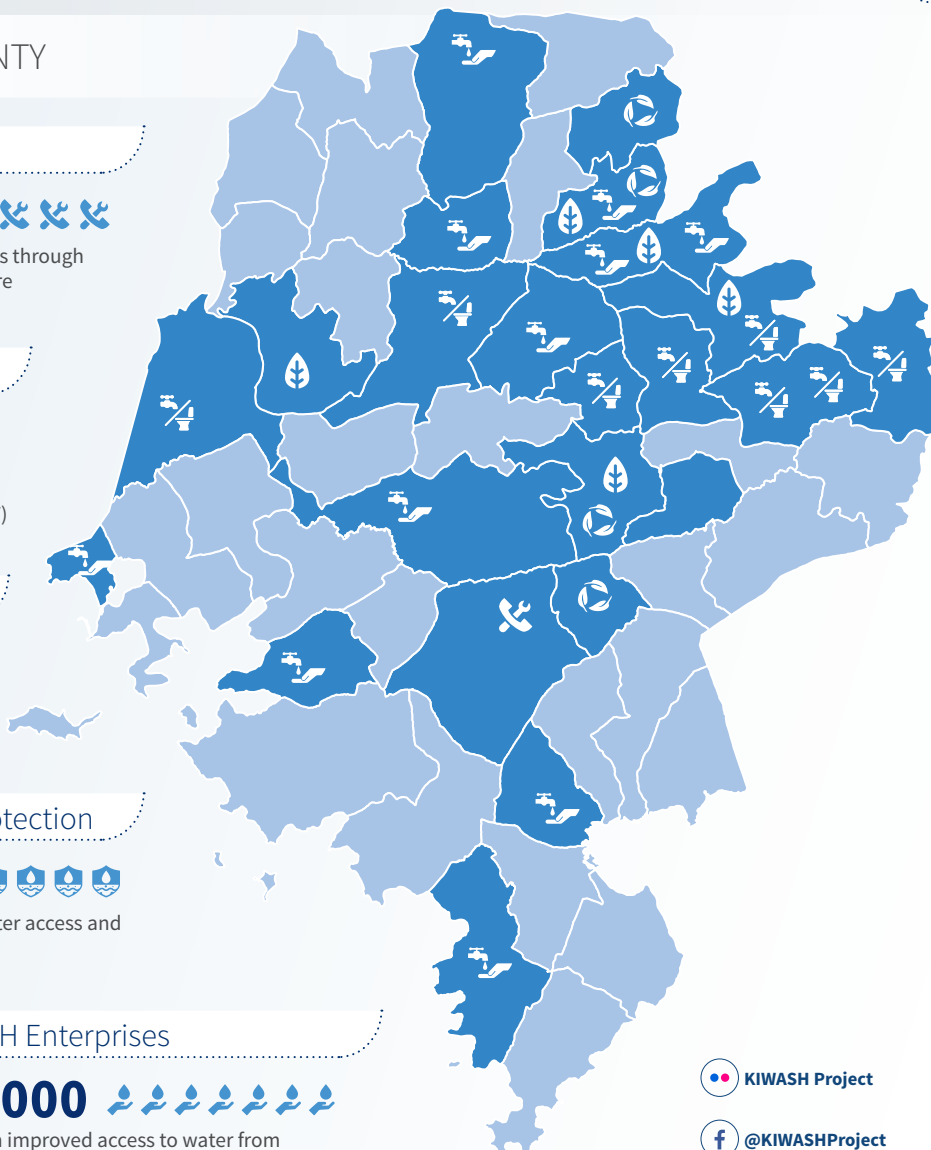 NTY
s through
re
)
otection
ter access and
H Enterprises
000
n improved access to water from
KIWASH Project
@KIWASHProject